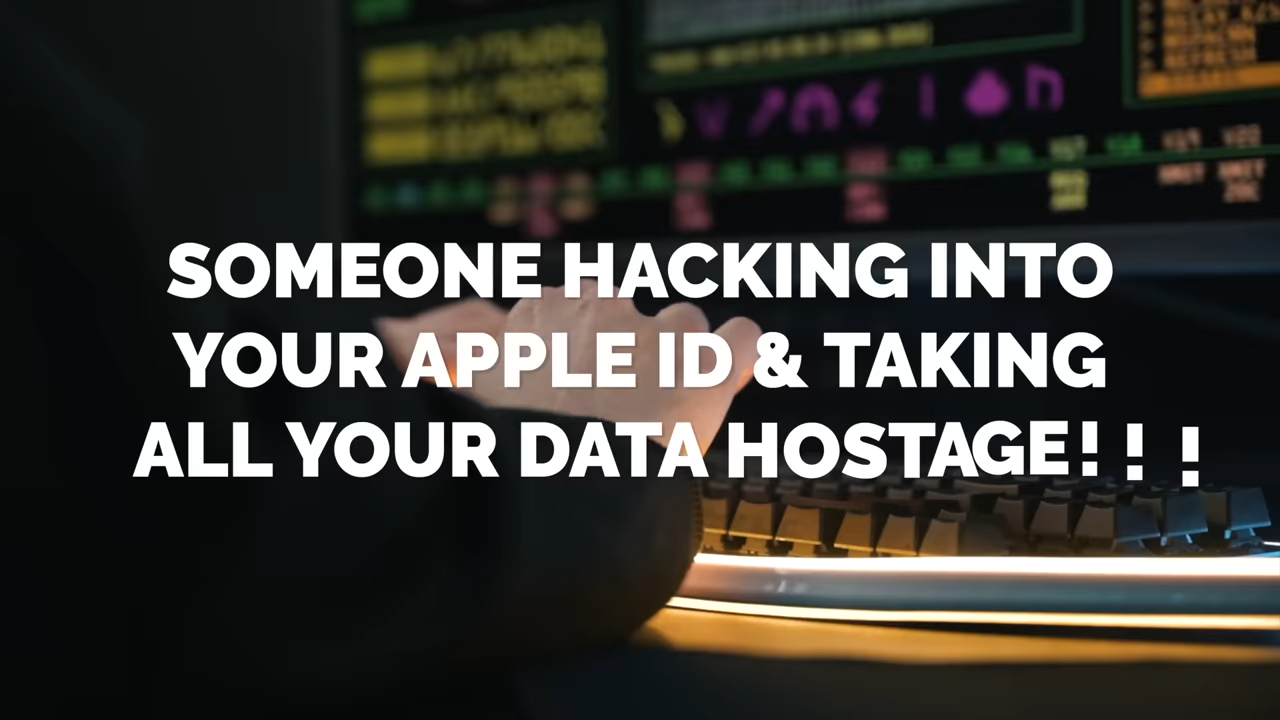 SOMEONE HACKING INTO
YOUR APPLE ID & TAKING
ALL YOUR DATA HOSTAGE!!!